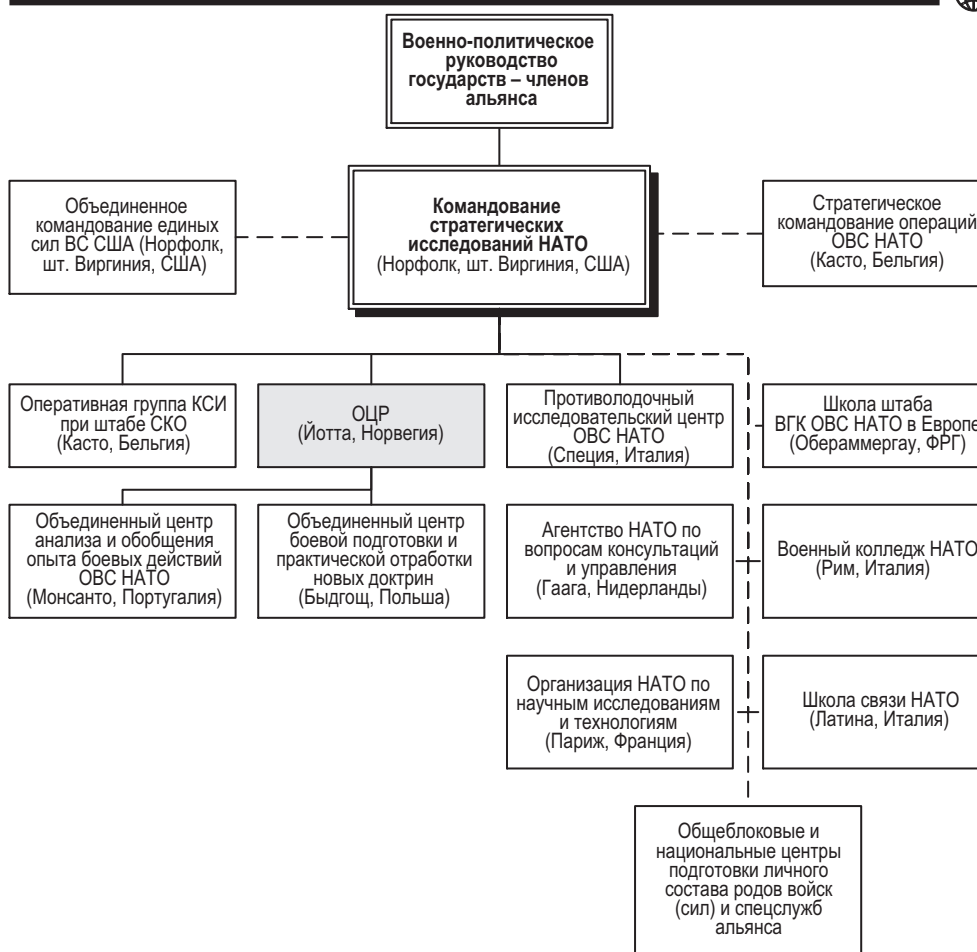 Военно-политическое
руководство
государств – членов
альянса
Объединенное
командование единых
сил ВС США (Норфолк,
шт. Виргиния, США)
Командование
стратегических
исследований НАТО
(Норфолк, шт. Виргиния, США)
Стратегическое
командование операций
ОВС НАТО
(Касто, Бельгия)
Оперативная группа КСИ
при штабе СКО
(Касто, Бельгия)
ОЦР
(Йотта, Норвегия)
Противолодочный
исследовательский центр
ОВС НАТО
(Специя, Италия)
Школа штаба
ВГК ОВС НАТО в Европе
(Обераммергау, ФРГ)
Объединенный центр
анализа и обобщения
опыта боевых действий
ОВС НАТО
(Монсанто, Португалия)
Объединенный центр
боевой подготовки и
практической отработки
новых доктрин
(Быдгощ, Польша)
Агентство НАТО по
вопросам консультаций
и управления
(Гаага, Нидерланды)
Военный колледж НАТО
(Рим, Италия)
Организация НАТО по
научным исследованиям
и технологиям
(Париж, Франция)
Школа связи НАТО
(Латина, Италия)
Общеблоковые и
национальные центры
подготовки личного
состава родов войск
(сил) и спецслужб
альянса